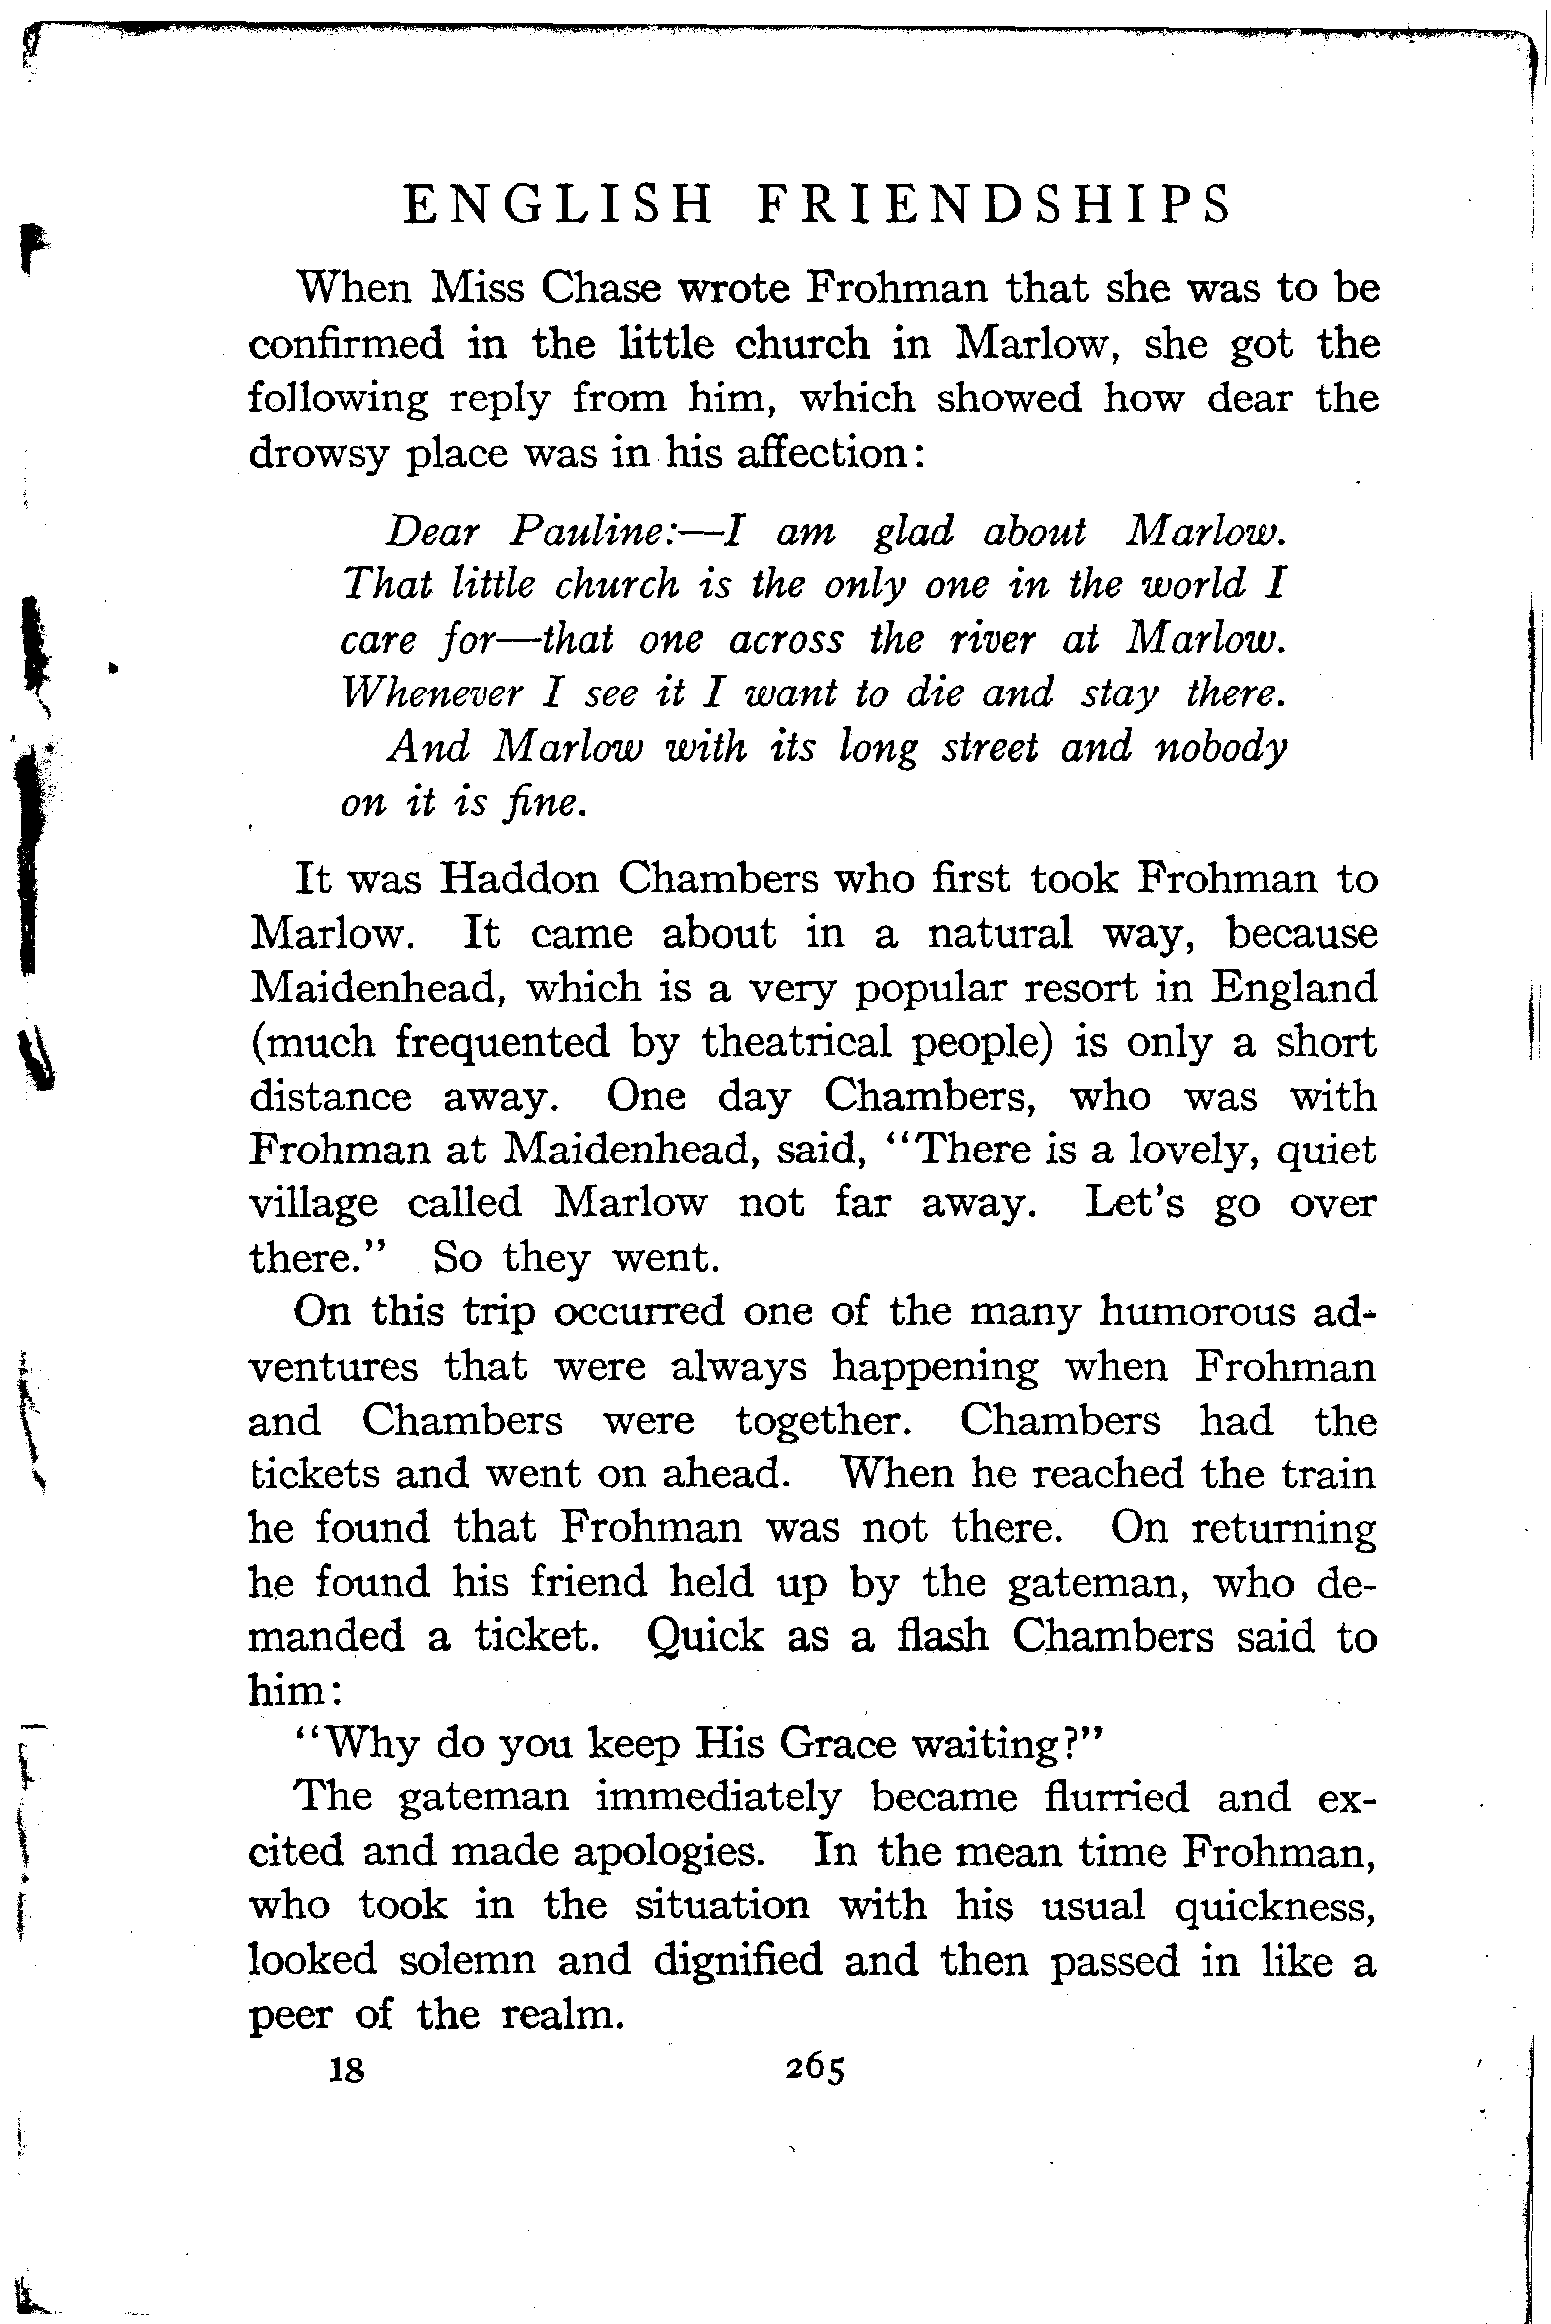 ENGLISH FRIENDSHIPS
When Miss Chase wrote Frohman that she was to be
confirmed in the little church in Marlow, she got the
following reply from him, which showed how dear the
drowsy place was in his affection:
Dear Pauline:—I am glad about Marlow.
That little church is the only one in the world I
care for—that one across the river at Marlow.
Whenever I see it I want to die and stay there.
And Marlow with its long street and nobody
on it is fine.
It was Haddon Chambers who first took Frohman to
Marlow. It came about in a natural way, because
Maidenhead, which is a very popular resort in England
(much frequented by theatrical people) is only a short
distance away. One day Chambers, who was with
Frohman at Maidenhead, said, “There is a lovely, quiet
village called Marlow not far away. Let's go over
there.” So they went.
On this trip occurred one of the many humorous ad-
ventures that were always happening when Frohman
and Chambers were together. Chambers had the
tickets and went on ahead. When he reached the train
he found that Frohman was not there. On returning
he found his friend held up by the gateman, who de-
manded a ticket. Quick as a flash Chambers said to
him:
“Why do you keep His Grace waiting?”
The gateman immediately became flurried and ex-
cited and made apologies. In the mean time Frohman,
who took in the situation with his usual quickness,
looked solemn and dignified and then passed in like a
peer of the realm.
18 265